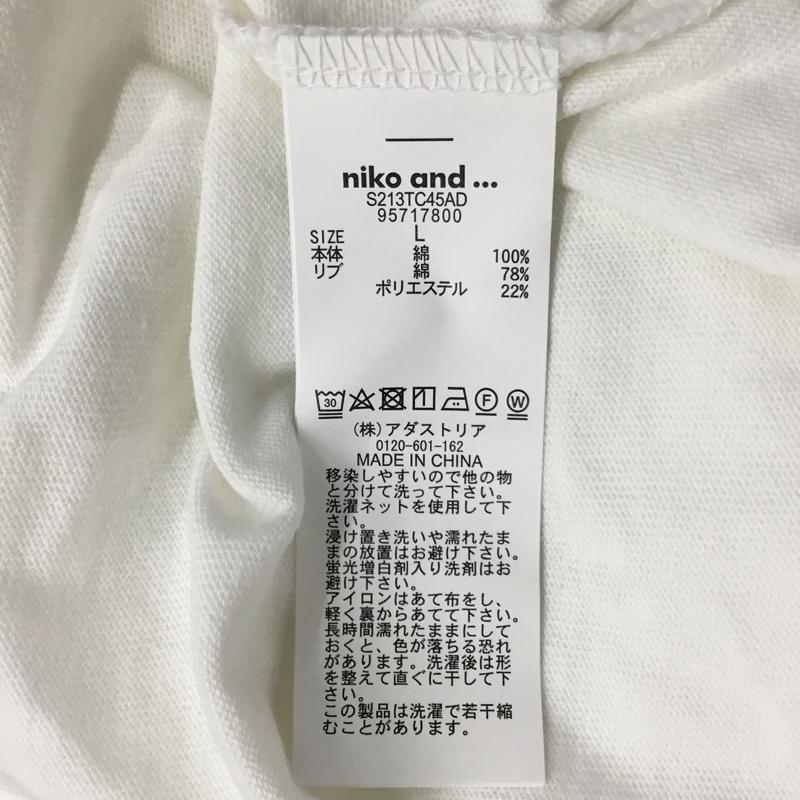 niko and ...
S213TC45AD
95717800
SIZE L
本体 綿 100%
リブ 綿 78%
ポリエステル 22%
30 F W
(株)アダストリア
0120-601-162
MADE IN CHINA
移染しやすいので他の物
と分けて洗って下さい。
洗濯ネットを使用して下
さい。
浸け置き洗いや濡れたま
まの放置はお避け下さい。
蛍光増白剤入り洗剤はお
避け下さい。
アイロンはあて布をし、
軽く裏からあてて下さい。
長時間濡れたままにして
おくと、色が落ちる恐れ
があります。洗濯後は形
を整えて直ぐに干して下
さい。
この製品は洗濯で若干縮
むことがあります。